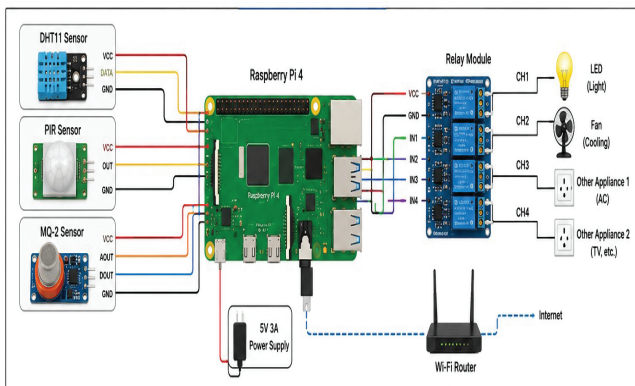 DHT11 Sensor
VCC
DATA
GND
PIR Sensor
VCC
OUT
GND
MQ-2 Sensor
VCC
AOUT
DOUT
GND
Raspberry Pi 4
Raspberry Pi 4
5V 3A
Power Supply
Relay Module
VCC
GND
IN1
IN2
IN3
IN4
CH1
CH2
CH3
CH4
LED
(Light)
Fan
(Cooling)
Other Appliance 1
(AC)
Other Appliance 2
(TV, etc.)
Internet
Wi-Fi Router